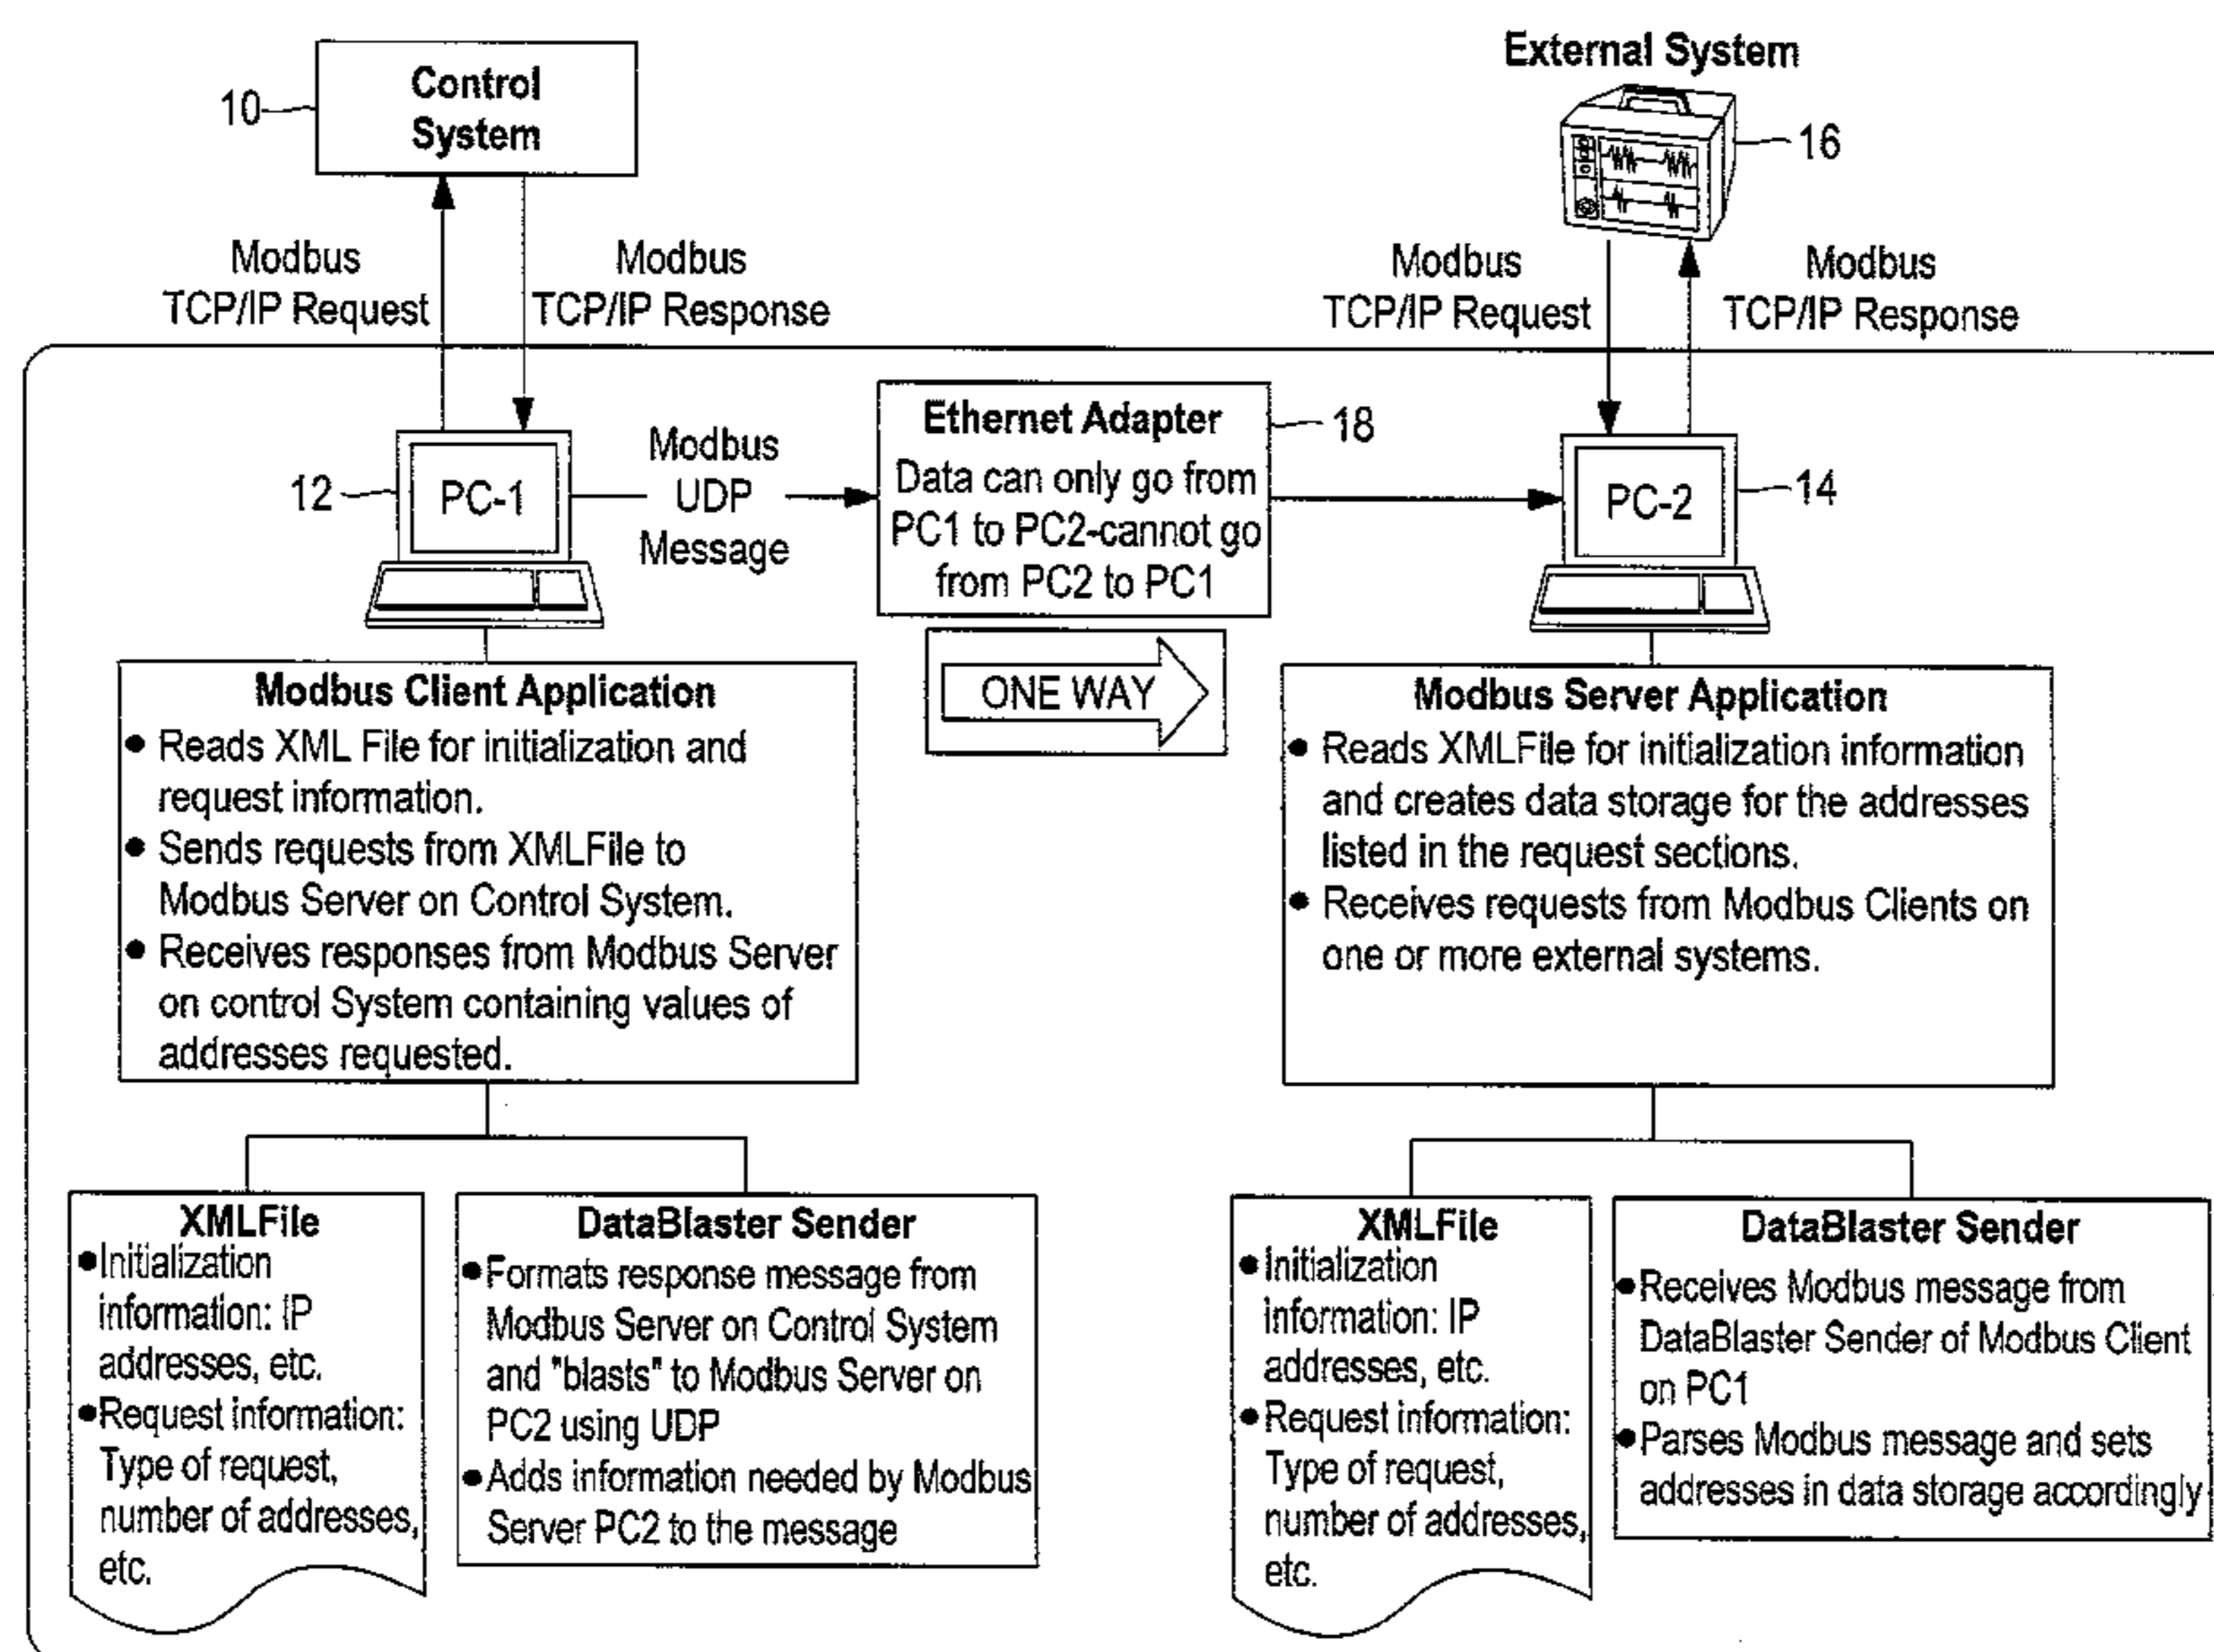 Control
System
10
External System
16
Modbus
TCP/IP Request
Modbus
TCP/IP Response
Modbus
TCP/IP Request
Modbus
TCP/IP Response
12
PC-1
Modbus
UDP
Message
Ethernet Adapter
Data can only go from
PC1 to PC2-cannot go
from PC2 to PC1
18
PC-2
14
ONE WAY
Modbus Client Application
● Reads XML File for initialization and
request information.
● Sends requests from XMLFile to
Modbus Server on Control System.
● Receives responses from Modbus Server
on control System containing values of
addresses requested.
Modbus Server Application
● Reads XMLFile for initialization information
and creates data storage for the addresses
listed in the request sections.
● Receives requests from Modbus Clients on
one or more external systems.
XMLFile
●Initialization
information: IP
addresses, etc.
●Request information:
Type of request,
number of addresses,
etc.
DataBlaster Sender
●Formats response message from
Modbus Server on Control System
and "blasts" to Modbus Server on
PC2 using UDP
●Adds information needed by Modbus
Server PC2 to the message
XMLFile
●Initialization
information: IP
addresses, etc.
●Request information:
Type of request,
number of addresses,
etc.
DataBlaster Sender
●Receives Modbus message from
DataBlaster Sender of Modbus Client
on PC1
●Parses Modbus message and sets
addresses in data storage accordingly